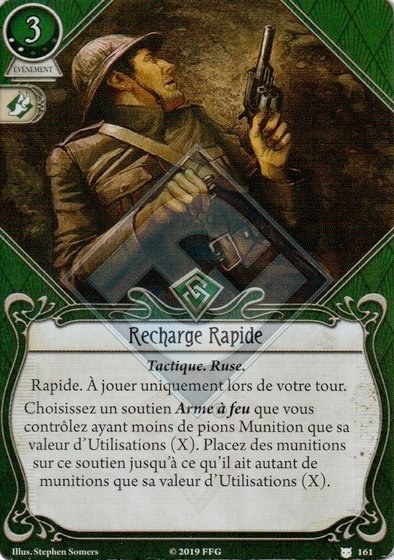 3
ÉVÉNEMENT
Recharge Rapide
Tactique. Ruse.
Rapide. À jouer uniquement lors de votre tour.
Choisissez un soutien Arme à feu que vous
contrôlez ayant moins de pions Munition que sa
valeur d'Utilisations (X). Placez des munitions
sur ce soutien jusqu'à ce qu'il ait autant de
munitions que sa valeur d'Utilisations (X).
Illus. Stephen Somers
© 2019 FFG
161